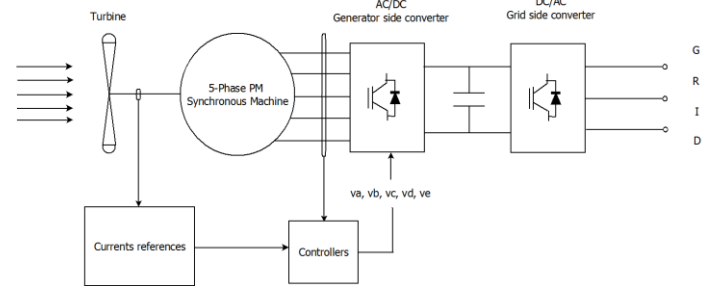 Turbine
AC/DC
Generator side converter
DC/AC
Grid side converter
5-Phase PM
Synchronous Machine
G
R
I
D
va, vb, vc, vd, ve
Currents references
Controllers